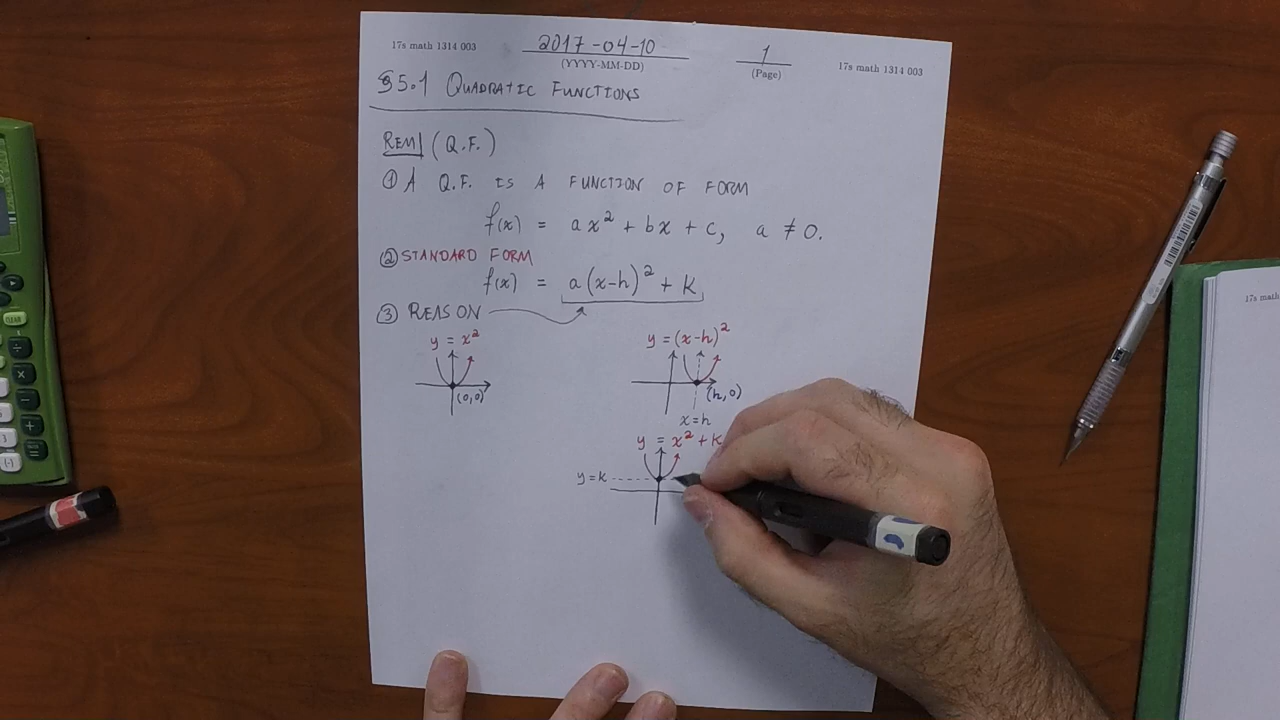 17s math 1314 003 2017-04-10 1 17s math 1314 003
(YYYY-MM-DD) (Page)
§5.1 QUADRATIC FUNCTIONS
REM (Q.F.)
① A Q.F. IS A FUNCTION OF FORM
f(x) = ax² + bx + c, a ≠ 0.
② STANDARD FORM
f(x) = a(x-h)² + k
③ REASON
y = x² y = (x-h)²
(0,0) (h,0)
x=h
y = x² + k
y=k
CLEAR
17s math